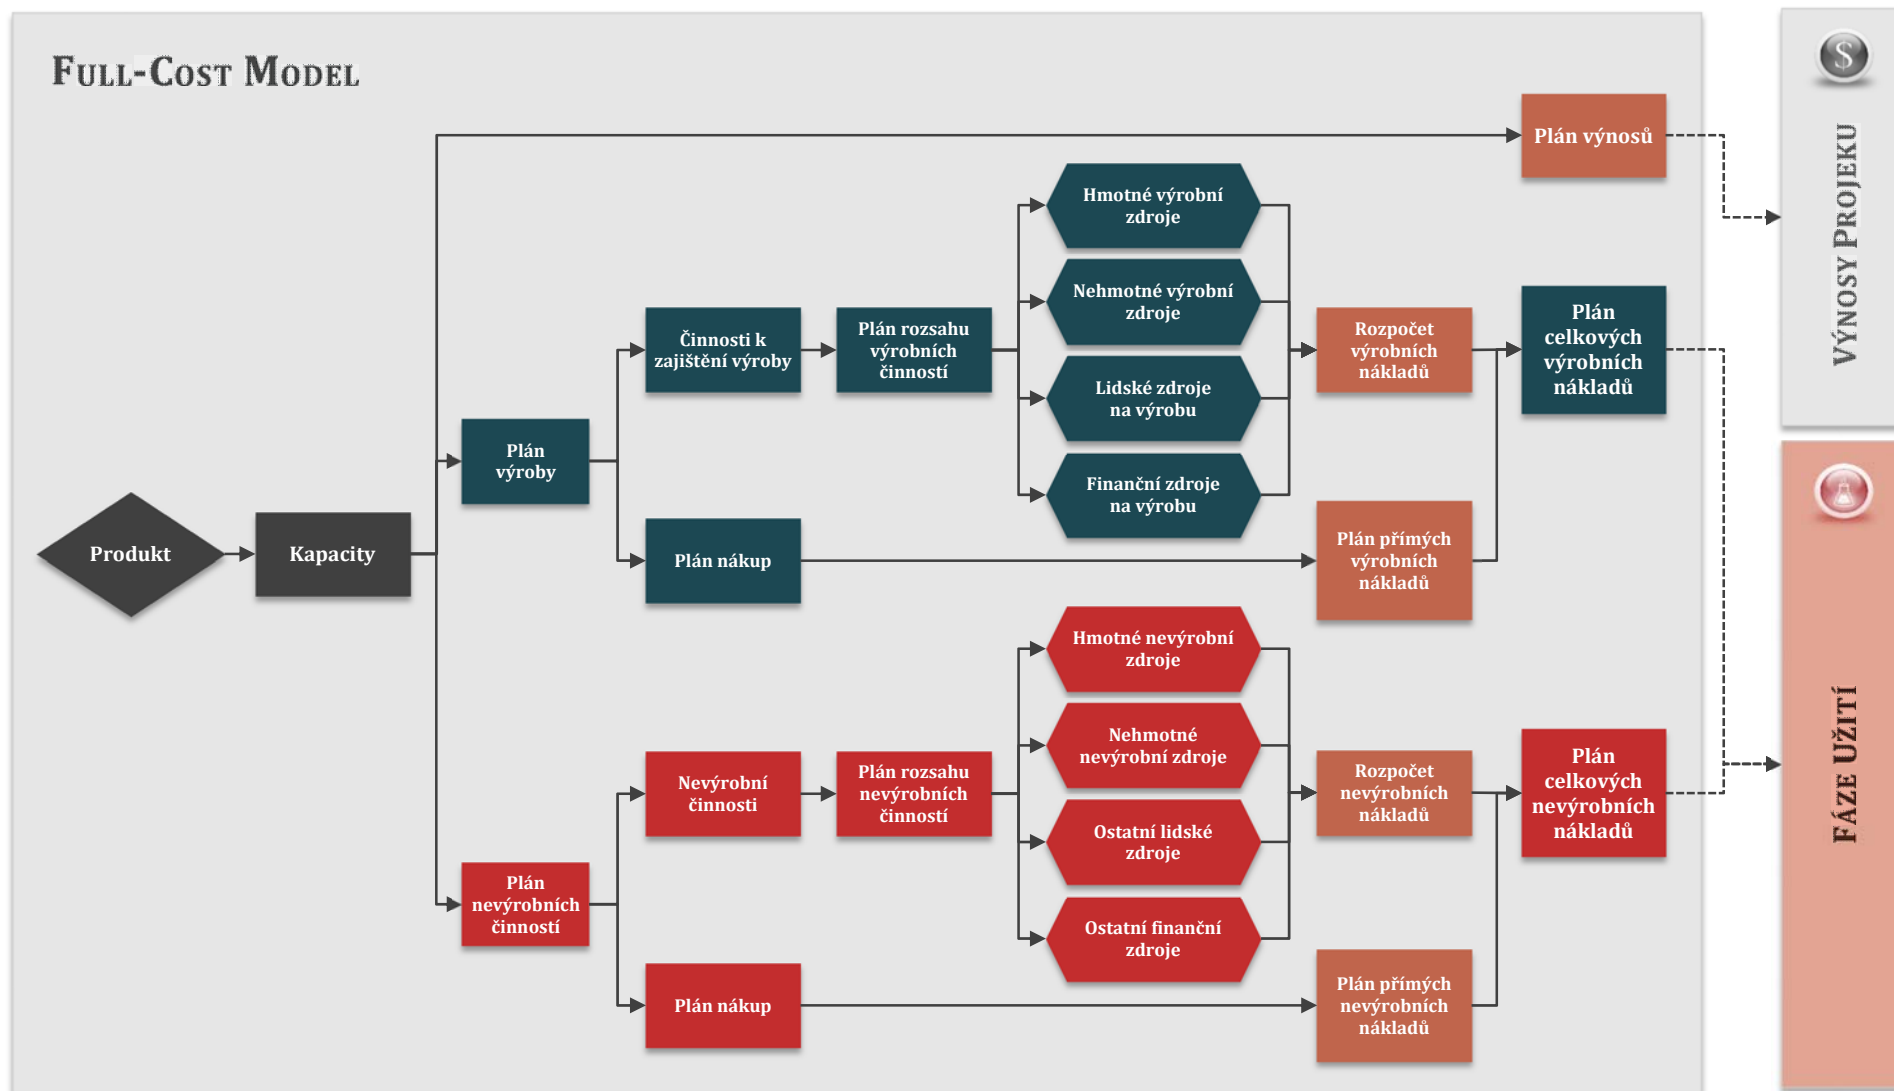 FULL-COST MODEL
Plán výnosů
Hmotné výrobní
zdroje
Nehmotné výrobní
zdroje
Činnosti k
zajištění výroby
Plán rozsahu
výrobních
činností
Rozpočet
výrobních
nákladů
Plán
celkových
výrobních
nákladů
Lidské zdroje
na výrobu
Plán
výroby
Finanční zdroje
na výrobu
Produkt
Kapacity
Plán nákup
Plán přímých
výrobních
nákladů
Hmotné nevýrobní
zdroje
Nehmotné
nevýrobní zdroje
Nevýrobní
činnosti
Plán rozsahu
nevýrobních
činností
Rozpočet
nevýrobních
nákladů
Plán
celkových
nevýrobních
nákladů
Ostatní lidské
zdroje
Plán
nevýrobních
činností
Ostatní finanční
zdroje
Plán nákup
Plán přímých
nevýrobních
nákladů
$
VÝNOSY PROJEKU
FÁZE UŽITÍ